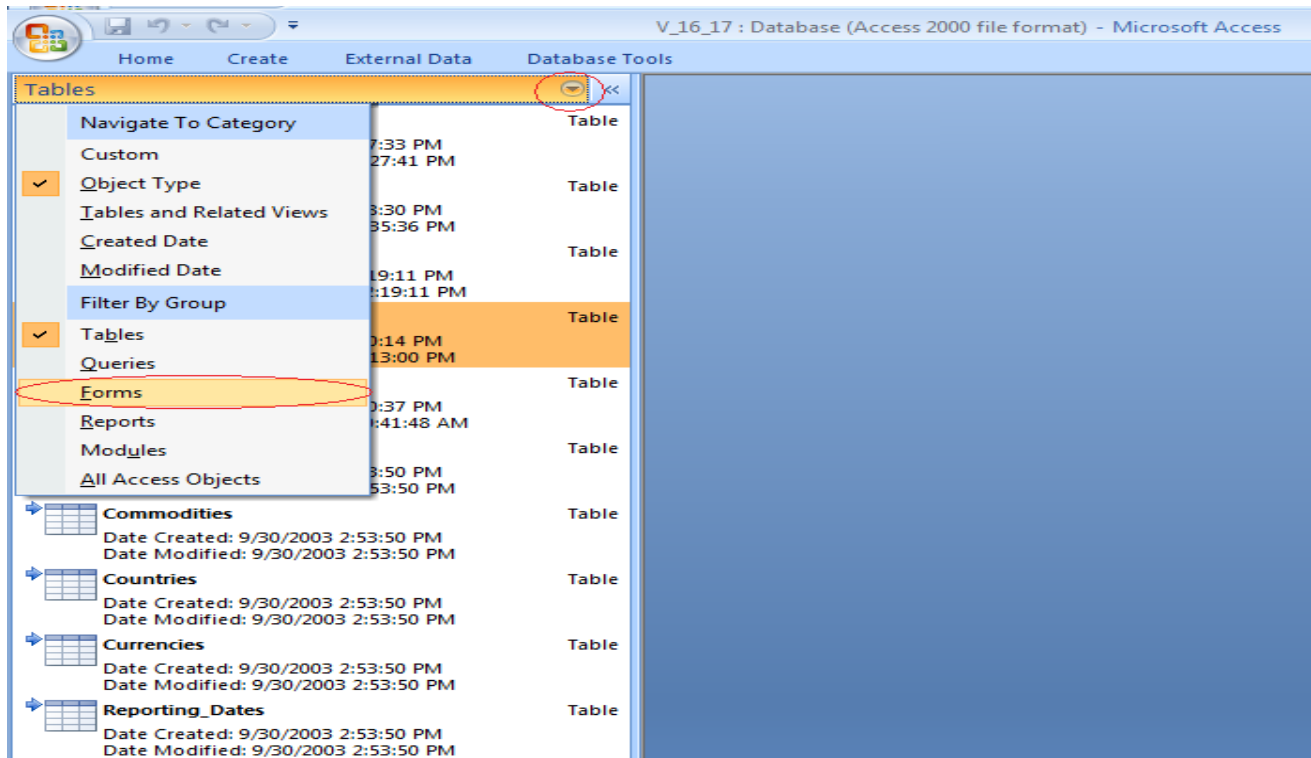 V_16_17 : Database (Access 2000 file format) - Microsoft Access
Home Create External Data Database Tools
Tables «
Navigate To Category Table
7:33 PM
Custom 27:41 PM
Object Type Table
Tables and Related Views 3:30 PM
35:36 PM
Created Date Table
Modified Date 19:11 PM
:19:11 PM
Filter By Group Table
Tables 0:14 PM
Queries 13:00 PM
Forms Table
0:37 PM
Reports :41:48 AM
Modules Table
3:50 PM
All Access Objects 53:50 PM
Commodities Table
Date Created: 9/30/2003 2:53:50 PM
Date Modified: 9/30/2003 2:53:50 PM
Countries Table
Date Created: 9/30/2003 2:53:50 PM
Date Modified: 9/30/2003 2:53:50 PM
Currencies Table
Date Created: 9/30/2003 2:53:50 PM
Date Modified: 9/30/2003 2:53:50 PM
Reporting_Dates Table
Date Created: 9/30/2003 2:53:50 PM
Date Modified: 9/30/2003 2:53:50 PM